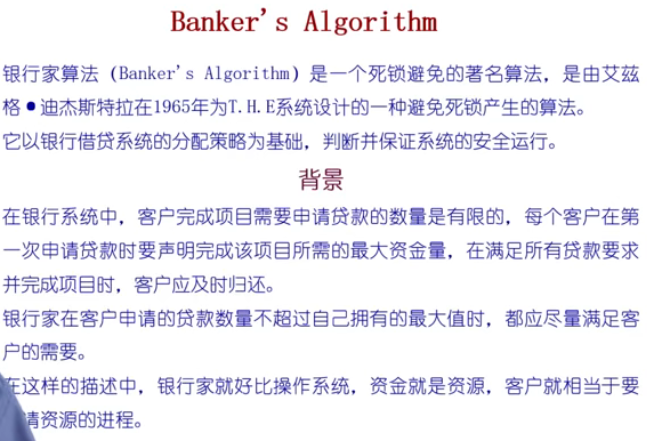 Banker's Algorithm
银行家算法（Banker's Algorithm）是一个死锁避免的著名算法，是由艾兹
格●迪杰斯特拉在1965年为T.H.E系统设计的一种避免死锁产生的算法。
它以银行借贷系统的分配策略为基础，判断并保证系统的安全运行。
背景
在银行系统中，客户完成项目需要申请贷款的数量是有限的，每个客户在第
一次申请贷款时要声明完成该项目所需的最大资金量，在满足所有贷款要求
并完成项目时，客户应及时归还。
银行家在客户申请的贷款数量不超过自己拥有的最大值时，都应尽量满足客
户的需要。
在这样的描述中，银行家就好比操作系统，资金就是资源，客户就相当于要
请资源的进程。